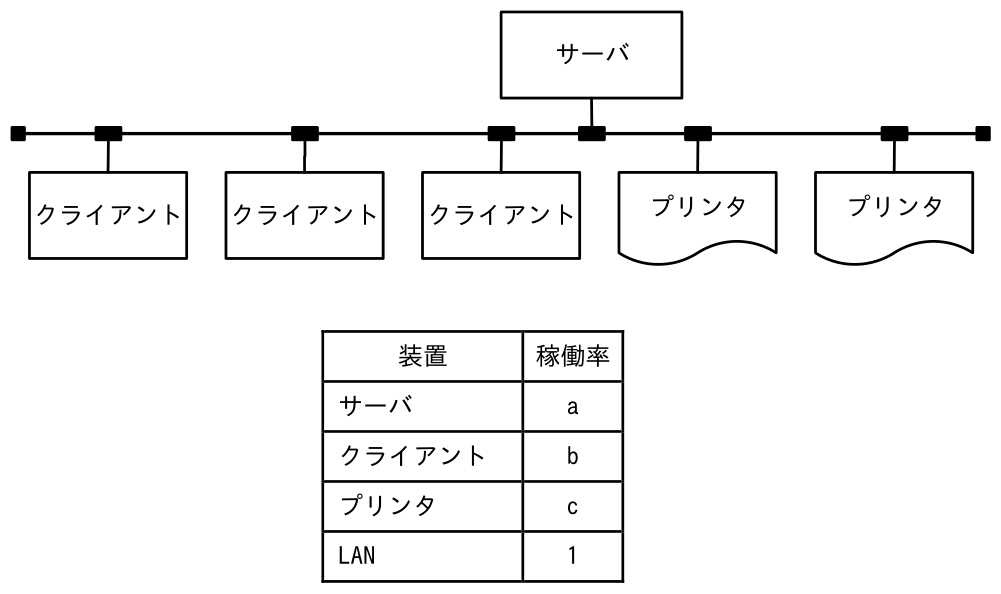 サーバ
クライアント
クライアント
クライアント
プリンタ
プリンタ
装置 稼働率
サーバ a
クライアント b
プリンタ c
LAN 1